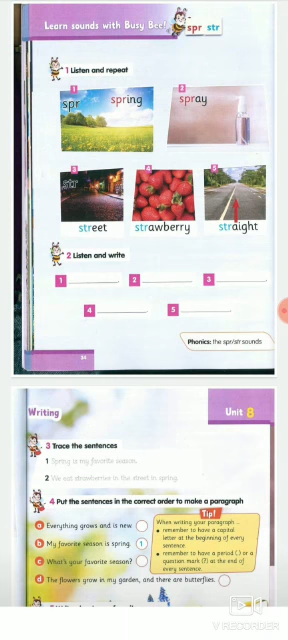 Learn sounds with Busy Bee! spr str
1 Listen and repeat
1
spr spring
2
spray
3
str
street
4
strawberry
5
straight
2 Listen and write
1 2 3
4 5
Phonics: the spr/str sounds
84
Writing Unit 8
3 Trace the sentences
1 Spring is my favorite season.
2 We eat strawberries in the street in spring.
4 Put the sentences in the correct order to make a paragraph
a Everything grows and is new.
b My favorite season is spring. 1
c What's your favorite season?
d The flowers grow in my garden, and there are butterflies.
Tip!
When writing your paragraph ...
• remember to have a capital
letter at the beginning of every
sentence
• remember to have a period (.) or a
question mark (?) at the end of
every sentence.
V RECORDER